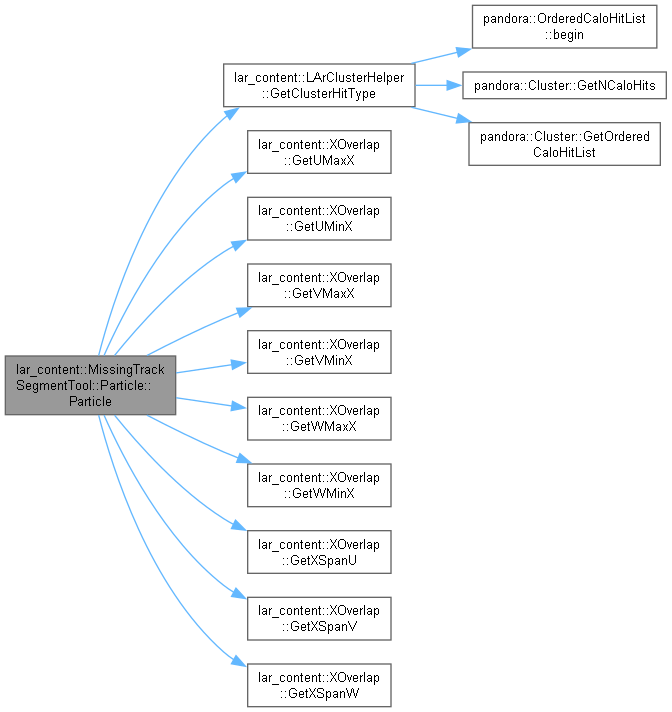 pandora::OrderedCaloHitList
::begin
lar_content::LArClusterHelper
::GetClusterHitType
pandora::Cluster::GetNCaloHits
pandora::Cluster::GetOrdered
CaloHitList
lar_content::XOverlap
::GetUMaxX
lar_content::XOverlap
::GetUMinX
lar_content::XOverlap
::GetVMaxX
lar_content::XOverlap
::GetVMinX
lar_content::MissingTrack
SegmentTool::Particle::
Particle
lar_content::XOverlap
::GetWMaxX
lar_content::XOverlap
::GetWMinX
lar_content::XOverlap
::GetXSpanU
lar_content::XOverlap
::GetXSpanV
lar_content::XOverlap
::GetXSpanW